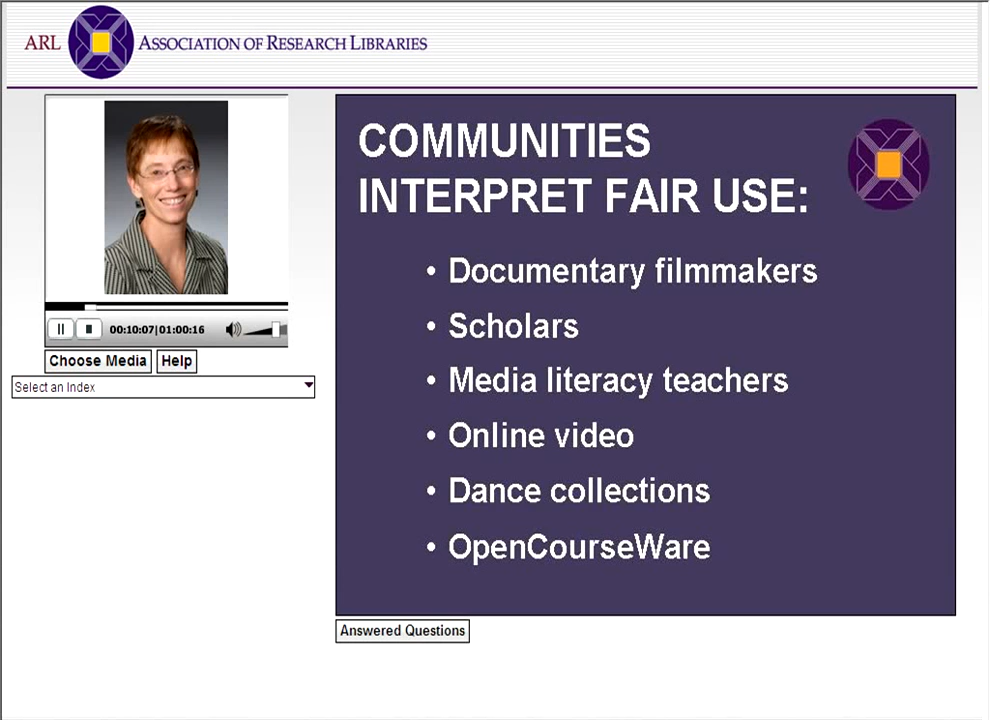 ARL ASSOCIATION OF RESEARCH LIBRARIES
COMMUNITIES
INTERPRET FAIR USE:
• Documentary filmmakers
• Scholars
• Media literacy teachers
• Online video
• Dance collections
• OpenCourseWare
00:10:07|01:00:16
Choose Media Help
Select an Index
Answered Questions